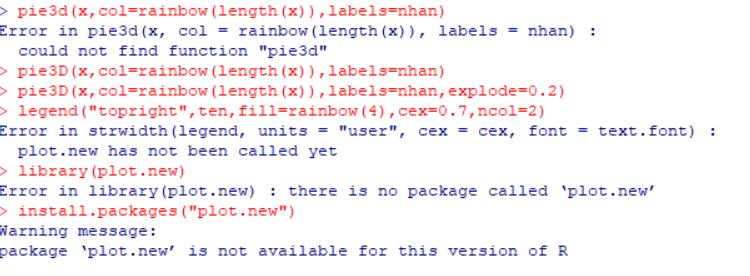 > pie3d(x,col=rainbow(length(x)),labels=nhan)
Error in pie3d(x, col = rainbow(length(x)), labels = nhan) :
  could not find function "pie3d"
> pie3D(x,col=rainbow(length(x)),labels=nhan)
> pie3D(x,col=rainbow(length(x)),labels=nhan,explode=0.2)
> legend("topright",ten,fill=rainbow(4),cex=0.7,ncol=2)
Error in strwidth(legend, units = "user", cex = cex, font = text.font) :
  plot.new has not been called yet
> library(plot.new)
Error in library(plot.new) : there is no package called ‘plot.new’
> install.packages("plot.new")
Warning message:
package ‘plot.new’ is not available for this version of R